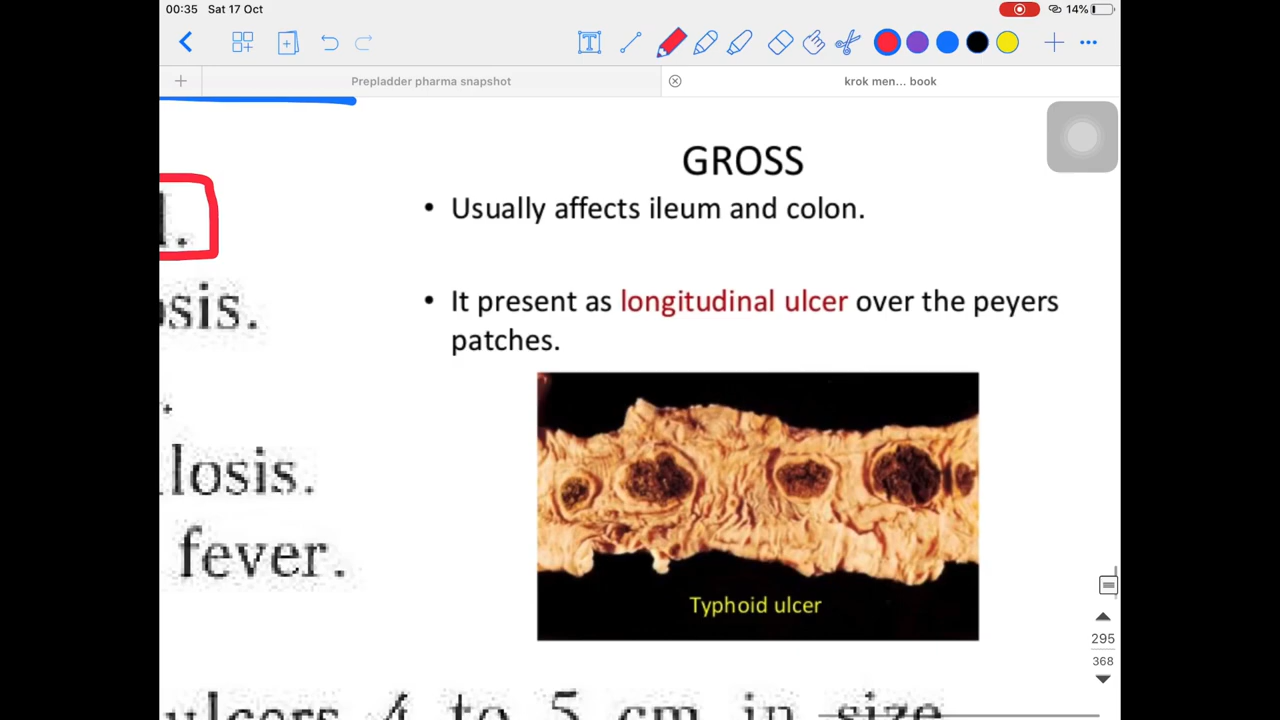 00:35 Sat 17 Oct
14%
Prepladder pharma snapshot
krok men... book
GROSS
• Usually affects ileum and colon.
• It present as longitudinal ulcer over the peyers
patches.
osis.
losis.
fever.
Typhoid ulcer
295
368
ulcers 4 to 5 cm in size